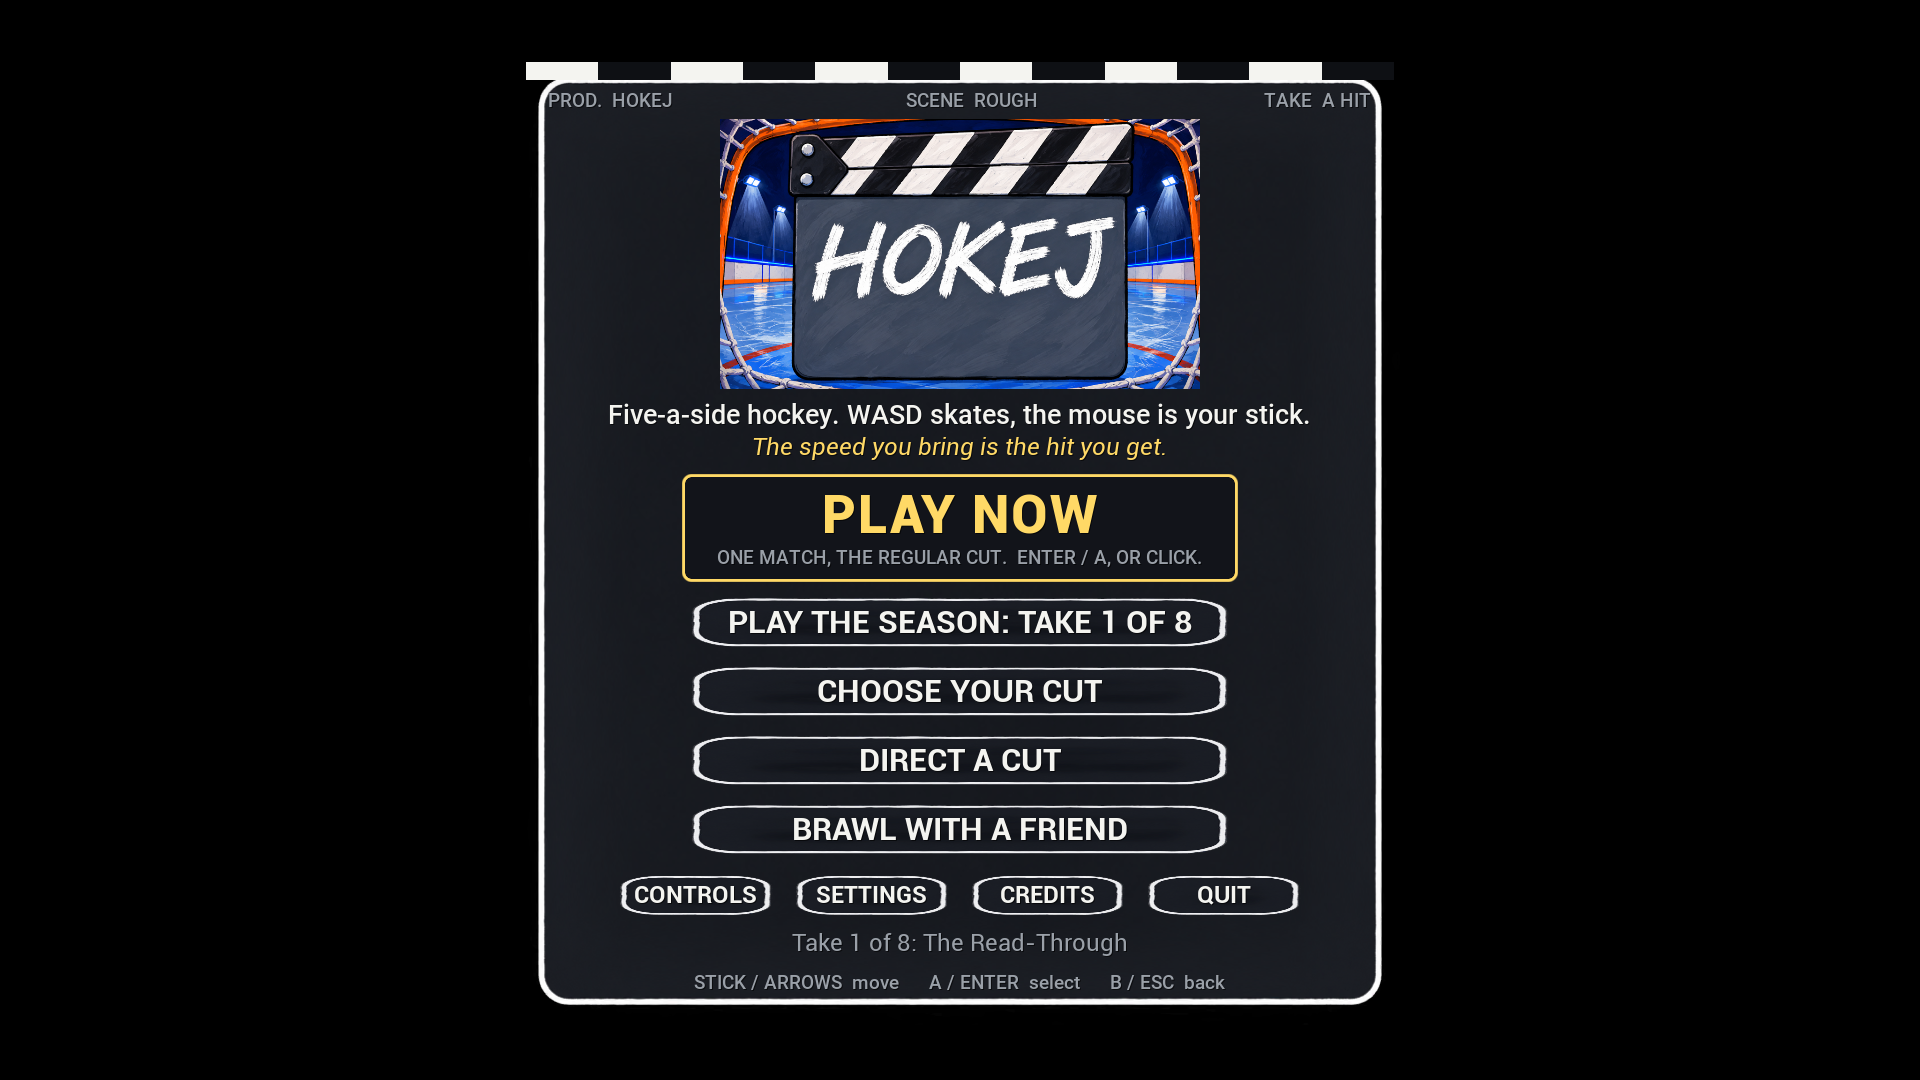 PROD. HOKEJ SCENE ROUGH TAKE A HIT
HOKEJ
Five-a-side hockey. WASD skates, the mouse is your stick.
The speed you bring is the hit you get.
PLAY NOW
ONE MATCH, THE REGULAR CUT. ENTER / A, OR CLICK.
PLAY THE SEASON: TAKE 1 OF 8
CHOOSE YOUR CUT
DIRECT A CUT
BRAWL WITH A FRIEND
CONTROLS SETTINGS CREDITS QUIT
Take 1 of 8: The Read-Through
STICK / ARROWS move A / ENTER select B / ESC back